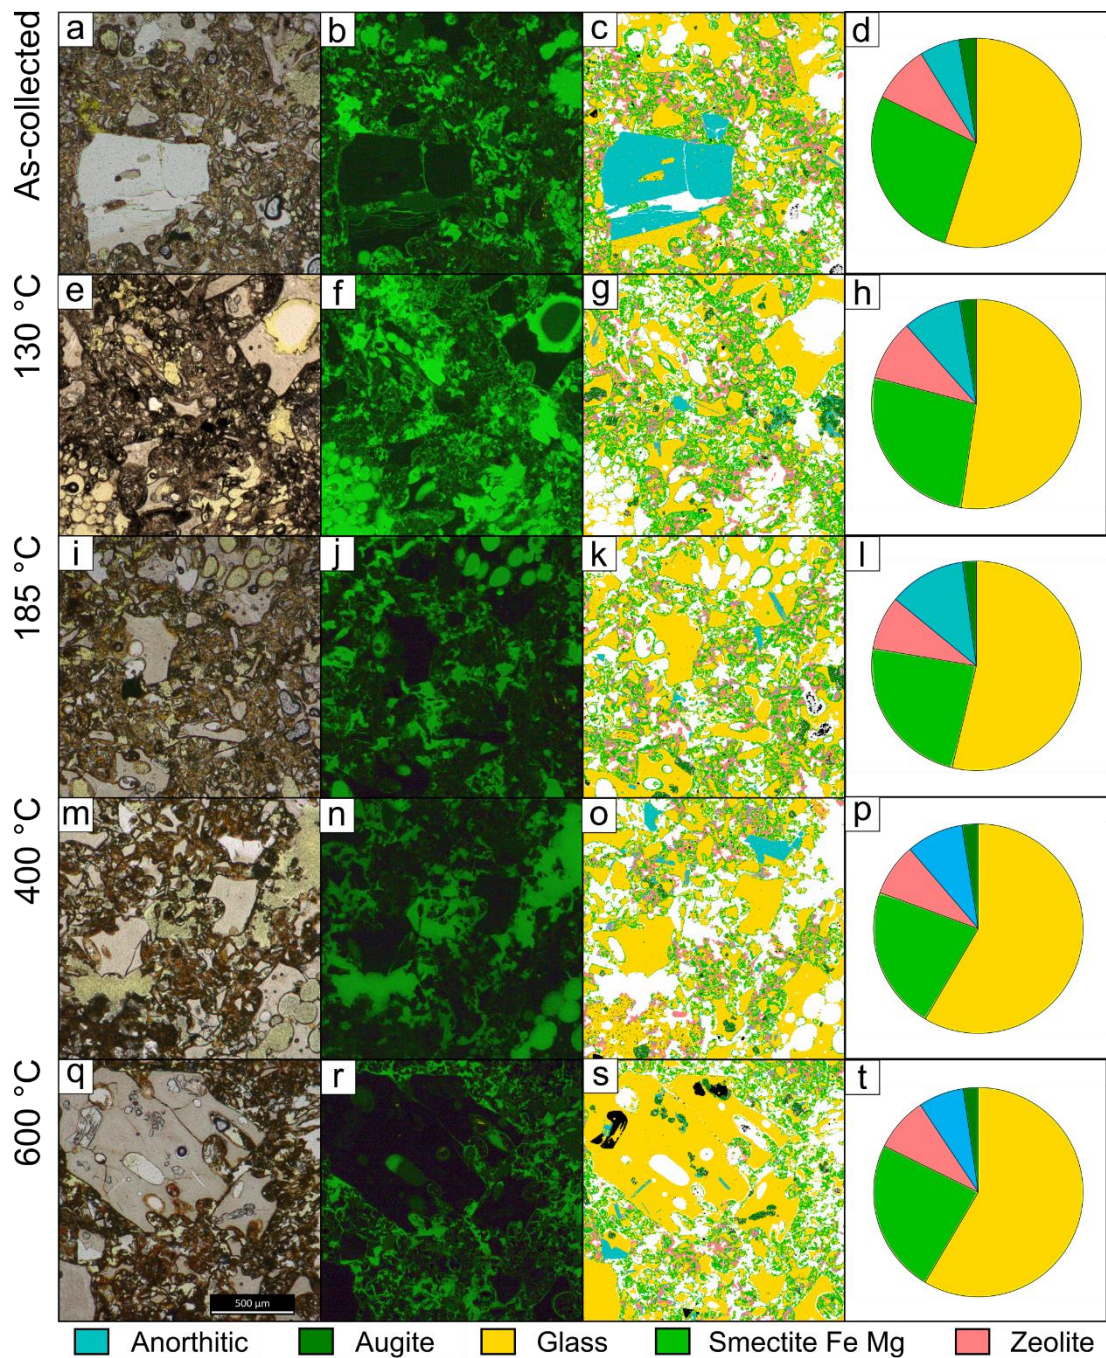 As-collected
a
b
c
d
130 °C
e
f
g
h
185 °C
i
j
k
l
400 °C
m
n
o
p
600 °C
q
r
s
t
500 µm
Anorthitic Augite Glass Smectite Fe Mg Zeolite